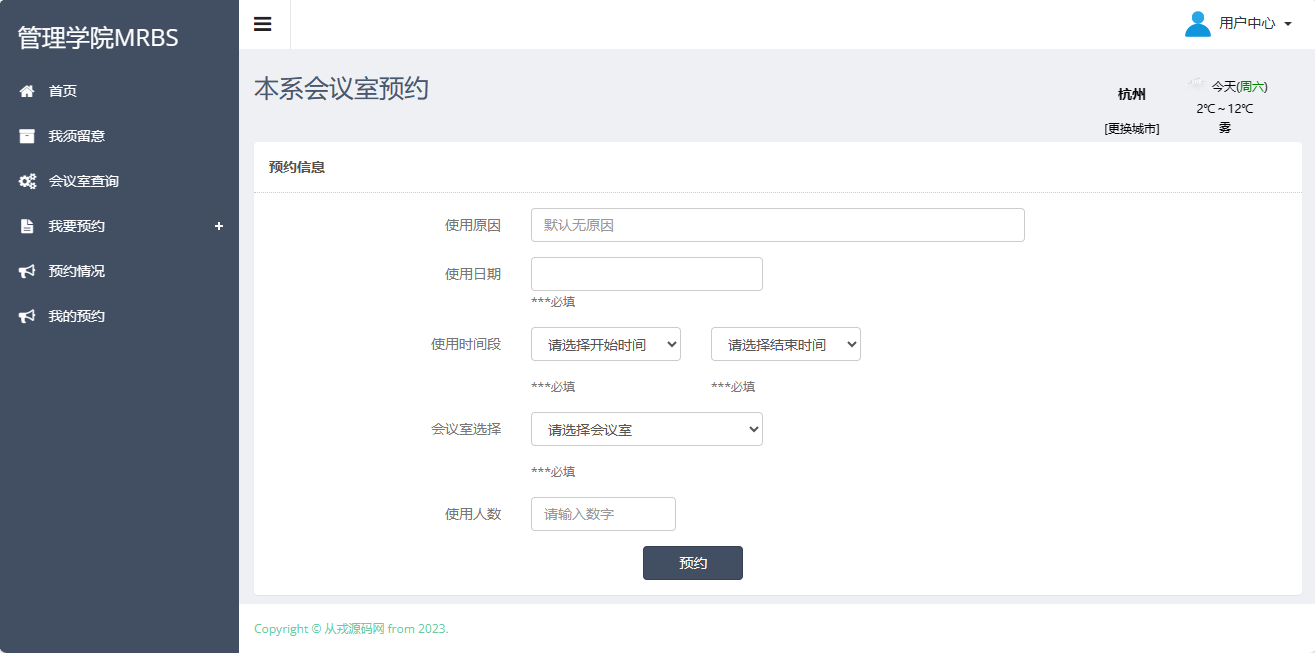 管理学院MRBS
首页
我须留意
会议室查询
我要预约
预约情况
我的预约
用户中心
本系会议室预约
杭州
[更换城市]
今天(周六)
2℃～12℃
雾
预约信息
使用原因 默认无原因
使用日期
***必填
使用时间段 请选择开始时间 请选择结束时间
***必填 ***必填
会议室选择 请选择会议室
***必填
使用人数 请输入数字
预约
Copyright © 从戎源码网 from 2023.